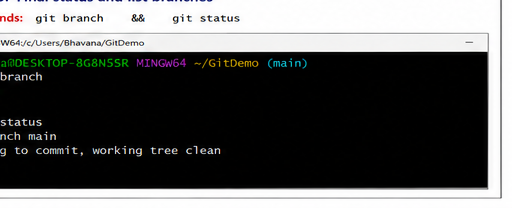 nds: git branch && git status
W64:/c/Users/Bhavana/GitDemo
a@DESKTOP-8G8N5SR MINGW64 ~/GitDemo (main)
branch
status
nch main
g to commit, working tree clean